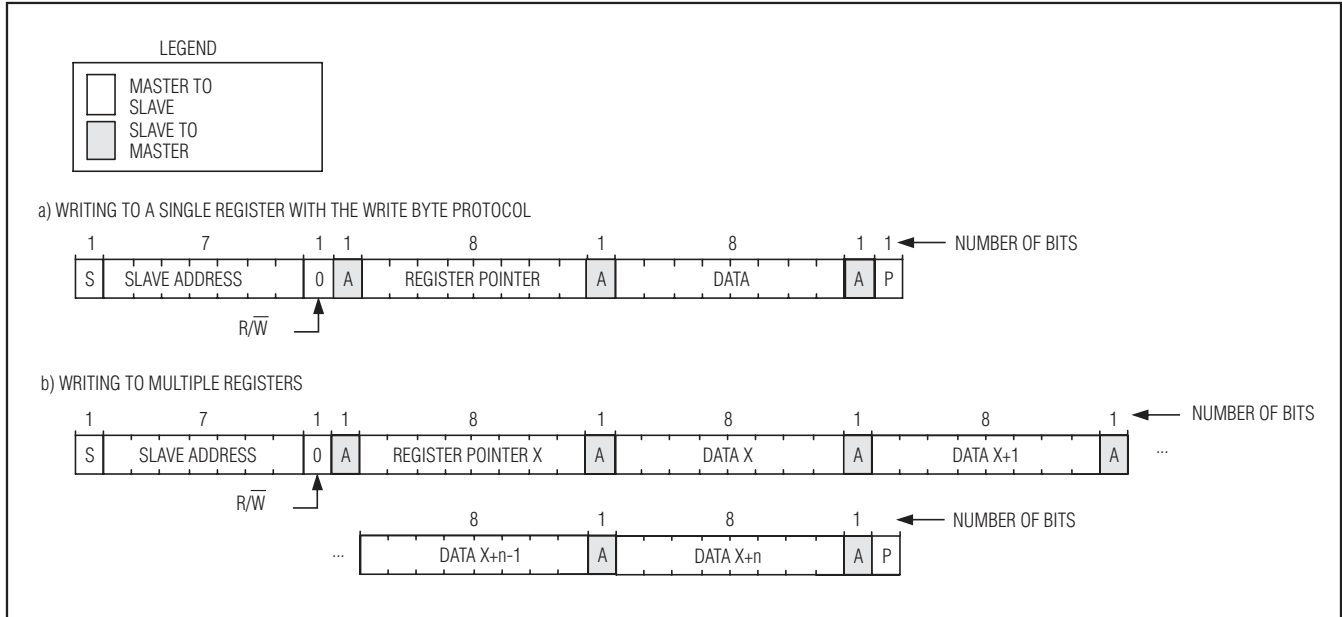 LEGEND
MASTER TO
SLAVE
SLAVE TO
MASTER
a) WRITING TO A SINGLE REGISTER WITH THE WRITE BYTE PROTOCOL
1 7 1 1 8 1 8 1 1 NUMBER OF BITS
S SLAVE ADDRESS 0 A REGISTER POINTER A DATA A P
R/W̅
b) WRITING TO MULTIPLE REGISTERS
1 7 1 1 8 1 8 1 8 1 NUMBER OF BITS
S SLAVE ADDRESS 0 A REGISTER POINTER X A DATA X A DATA X+1 A ...
R/W̅
8 1 8 1 NUMBER OF BITS
... DATA X+n-1 A DATA X+n A P